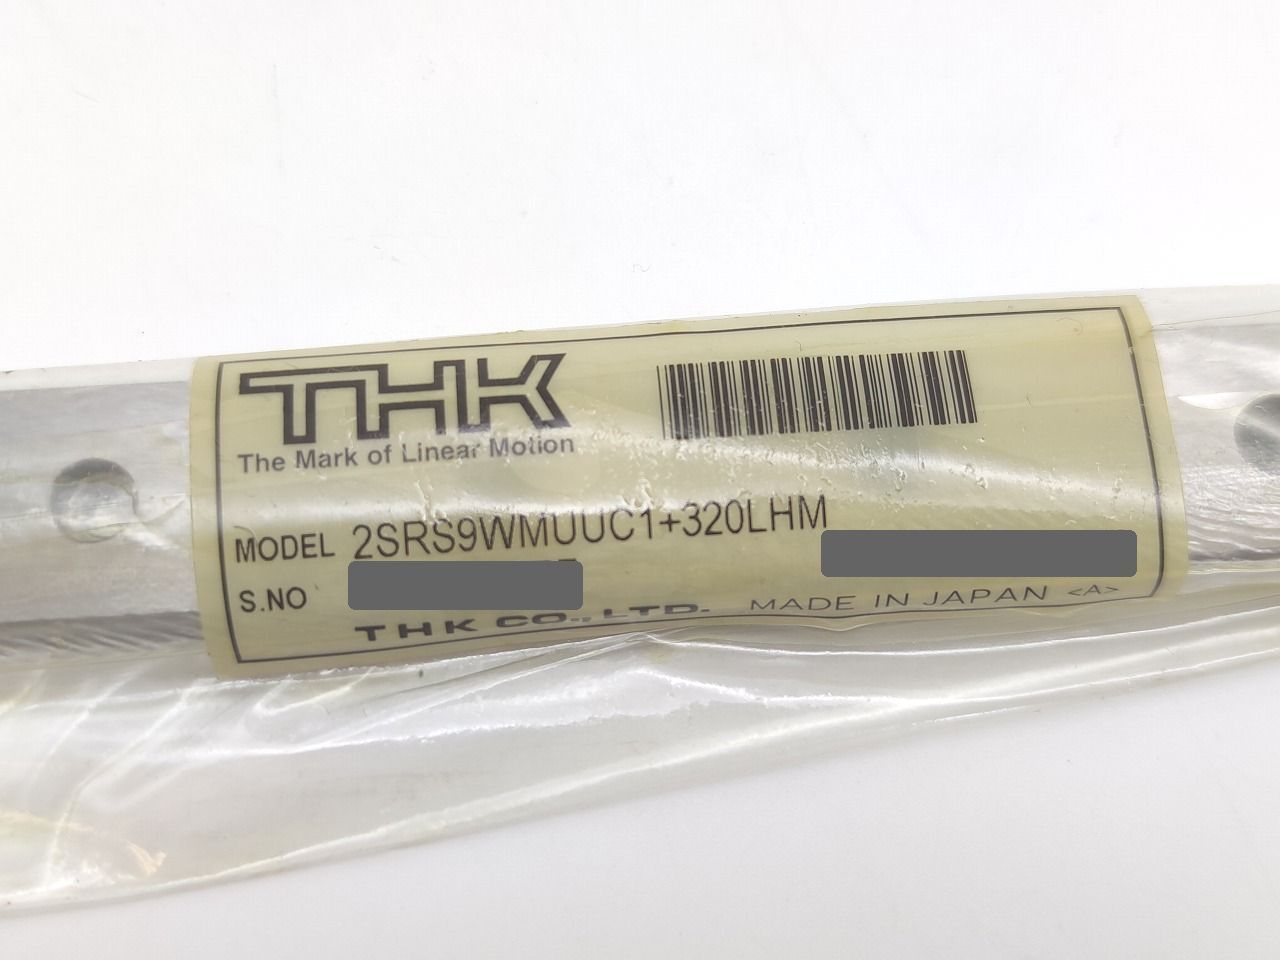 THK
The Mark of Linear Motion
MODEL 2SRS9WMUUC1+320LHM
S.NO
THK CO., LTD. MADE IN JAPAN <A>